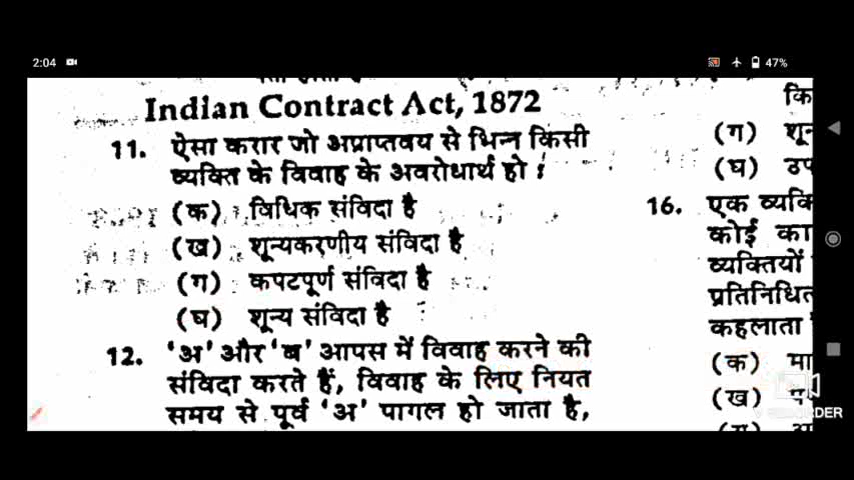 2:04
47%
Indian Contract Act, 1872
11. ऐसा करार जो अप्राप्तवय से भिन्न किसी
व्यक्ति के विवाह के अवरोधार्थ हो :
(क) विधिक संविदा है
(ख) शून्यकरणीय संविदा है
(ग) कपटपूर्ण संविदा है
(घ) शून्य संविदा है
12. ‘अ’ और ‘ब’ आपस में विवाह करने की
संविदा करते हैं, विवाह के लिए नियत
समय से पूर्व ‘अ’ पागल हो जाता है,
कि
(ग) शून
(घ) उप
16. एक व्यक्ति
कोई का
व्यक्तियों
प्रतिनिधित
कहलाता
(क) मा
(ख)